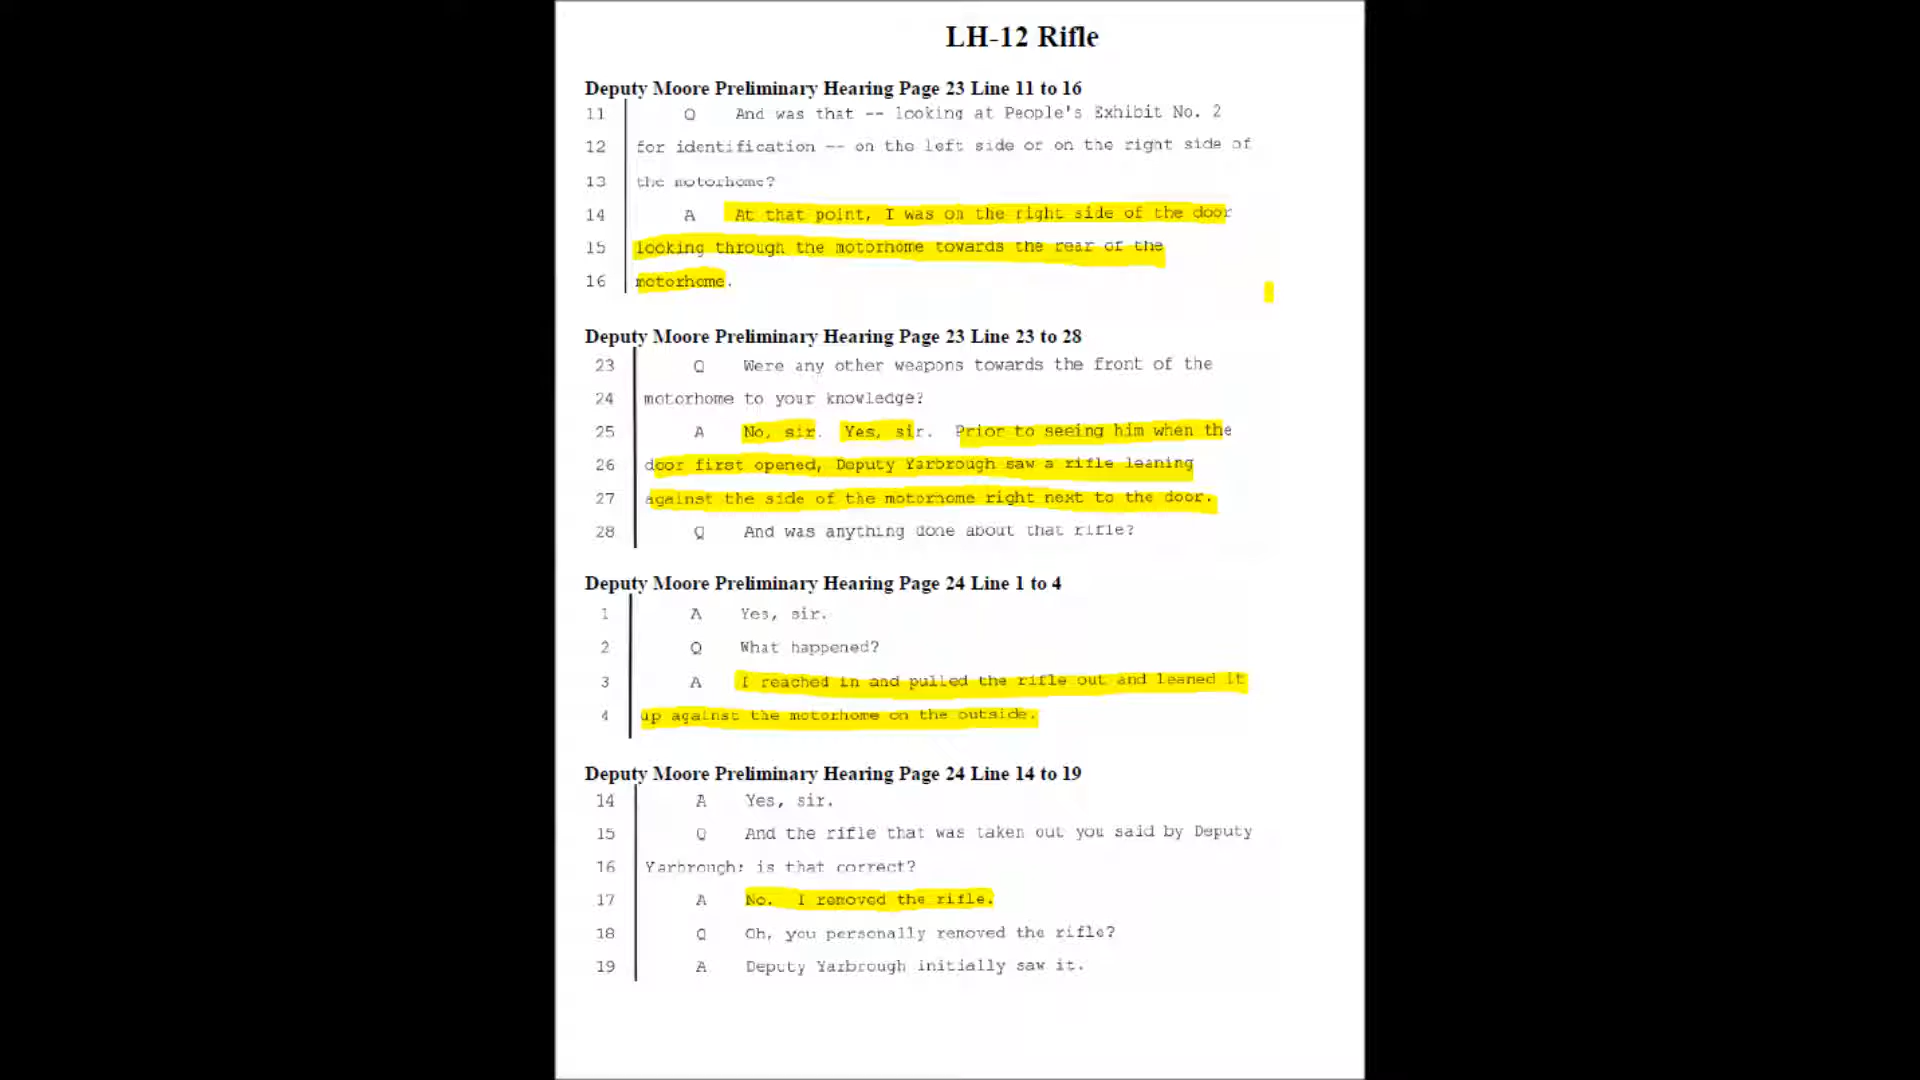 LH-12 Rifle
Deputy Moore Preliminary Hearing Page 23 Line 11 to 16
11 Q And was that -- looking at People's Exhibit No. 2
12 for identification -- on the left side or on the right side of
13 the motorhome?
14 A At that point, I was on the right side of the door
15 looking through the motorhome towards the rear of the
16 motorhome.
Deputy Moore Preliminary Hearing Page 23 Line 23 to 28
23 Q Were any other weapons towards the front of the
24 motorhome to your knowledge?
25 A No, sir. Yes, sir. Prior to seeing him when the
26 door first opened, Deputy Yarbrough saw a rifle leaning
27 against the side of the motorhome right next to the door.
28 Q And was anything done about that rifle?
Deputy Moore Preliminary Hearing Page 24 Line 1 to 4
1 A Yes, sir.
2 Q What happened?
3 A I reached in and pulled the rifle out and leaned it
4 up against the motorhome on the outside.
Deputy Moore Preliminary Hearing Page 24 Line 14 to 19
14 A Yes, sir.
15 Q And the rifle that was taken out you said by Deputy
16 Yarbrough; is that correct?
17 A No. I removed the rifle.
18 Q Oh, you personally removed the rifle?
19 A Deputy Yarbrough initially saw it.